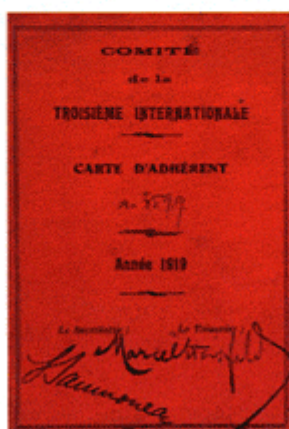 COMITÉ
de la
TROISIÈME INTERNATIONALE
CARTE D'ADHÉRENT
Année 1919
Le Secrétaire : Le Trésorier :